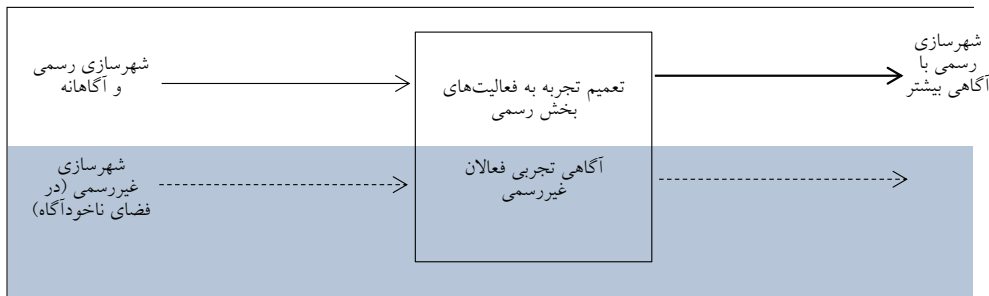 شهرسازی
رسمی با
آگاهی بیشتر
شهرسازی رسمی
و آگاهانه
تعمیم تجربه به فعالیت‌های
بخش رسمی
شهرسازی
غیررسمی (در
فضای ناخودآگاه)
آگاهی تجربی فعالان
غیررسمی